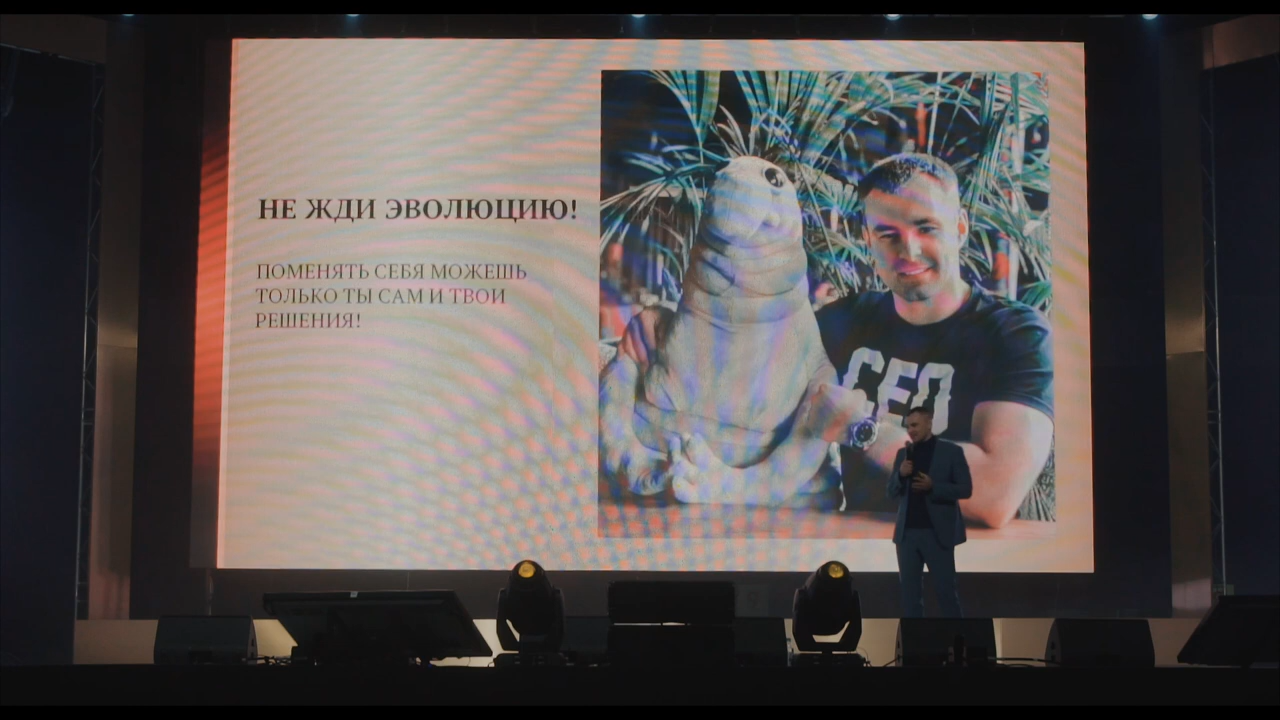 НЕ ЖДИ ЭВОЛЮЦИЮ!
ПОМЕНЯТЬ СЕБЯ МОЖЕШЬ
ТОЛЬКО ТЫ САМ И ТВОИ
РЕШЕНИЯ!
CEO